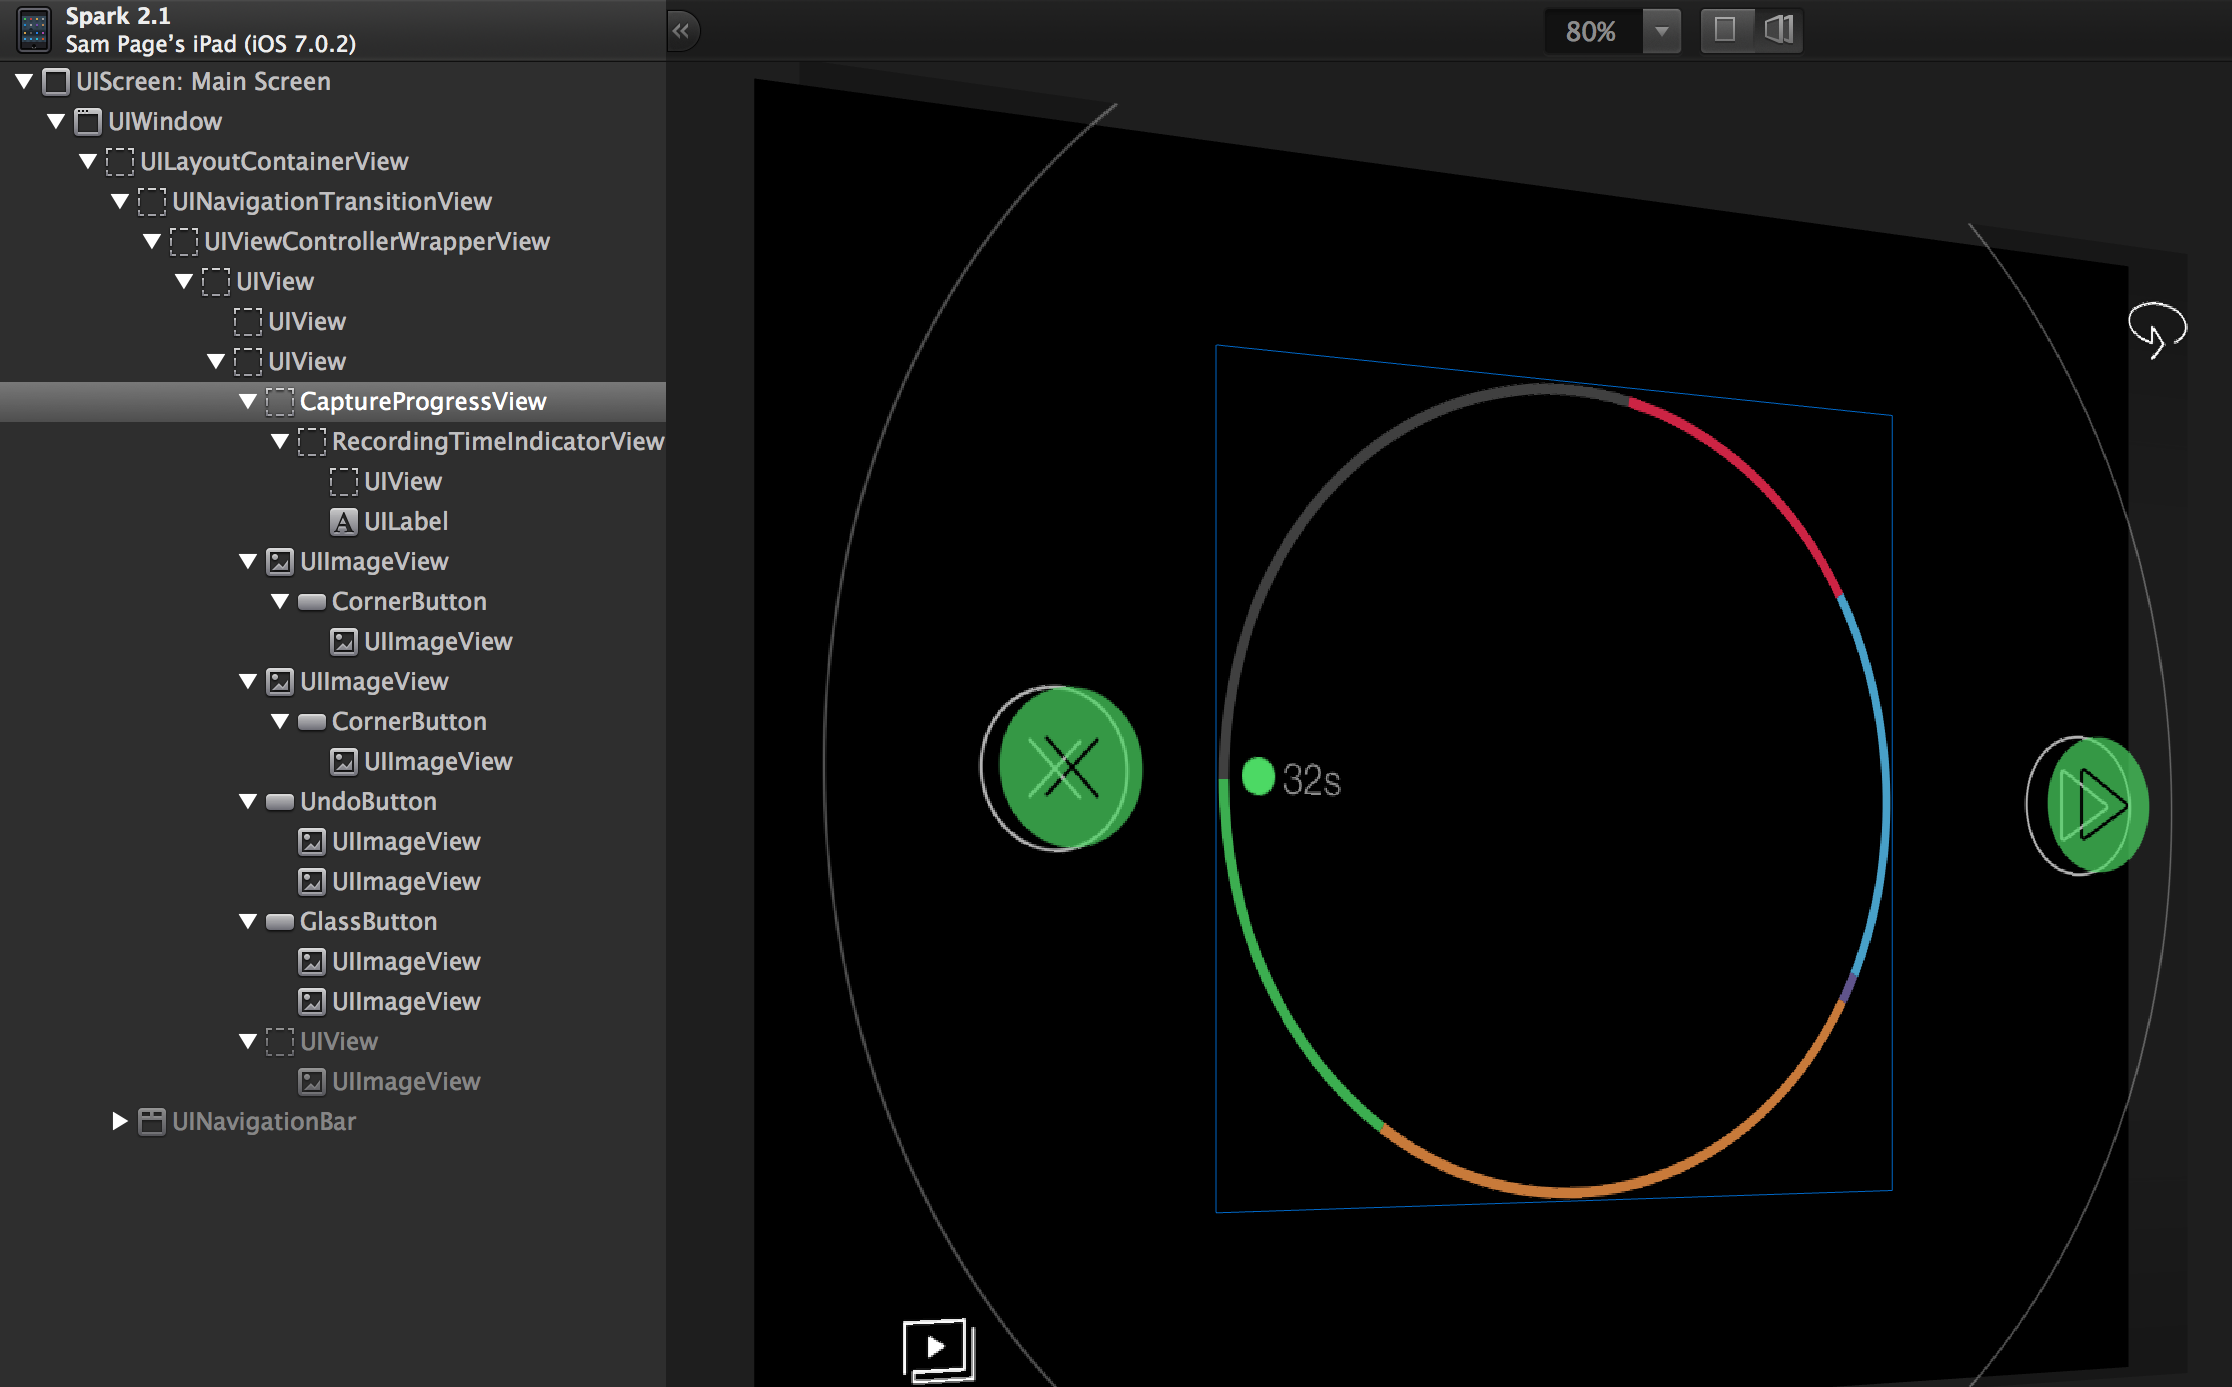 Spark 2.1
Sam Page's iPad (iOS 7.0.2)
80%
UIScreen: Main Screen
UIWindow
UILayoutContainerView
UINavigationTransitionView
UIViewControllerWrapperView
UIView
UIView
UIView
CaptureProgressView
RecordingTimeIndicatorView
UIView
UILabel
UIImageView
CornerButton
UIImageView
UIImageView
CornerButton
UIImageView
UndoButton
UIImageView
UIImageView
GlassButton
UIImageView
UIImageView
UIView
UIImageView
UINavigationBar
32s